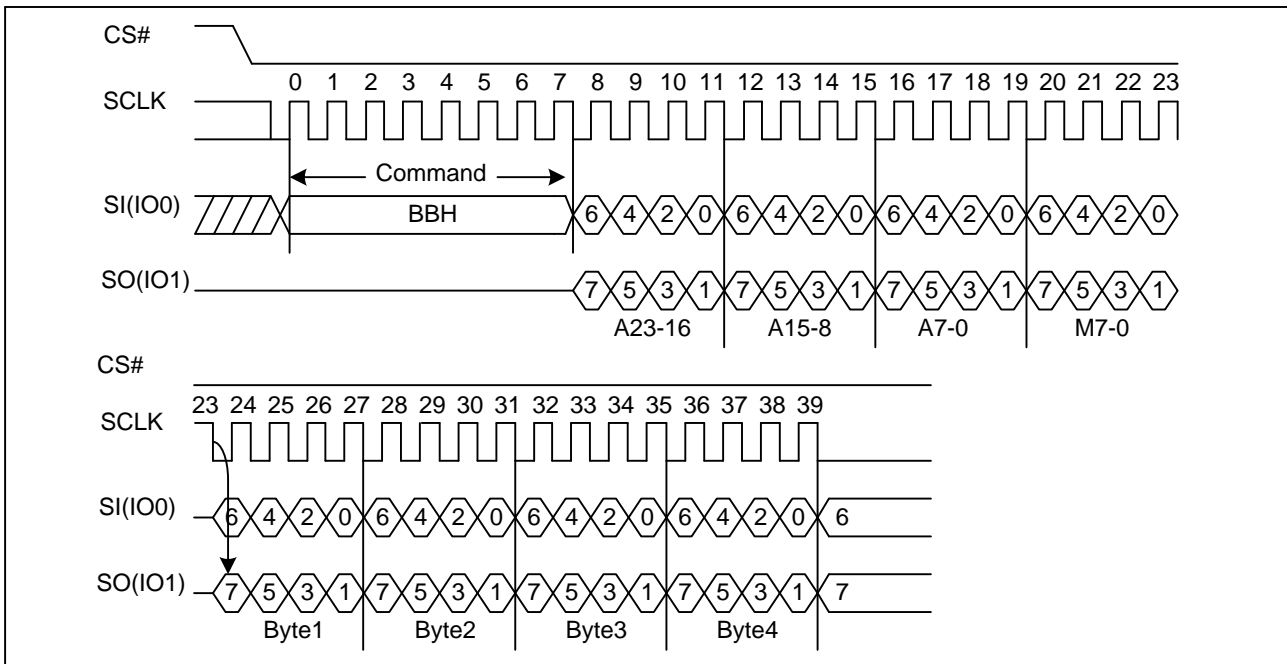 CS#
0 1 2 3 4 5 6 7 8 9 10 11 12 13 14 15 16 17 18 19 20 21 22 23
SCLK
Command
SI(IO0) BBH 6 4 2 0 6 4 2 0 6 4 2 0 6 4 2 0
SO(IO1) 7 5 3 1 7 5 3 1 7 5 3 1 7 5 3 1
A23-16 A15-8 A7-0 M7-0
CS#
23 24 25 26 27 28 29 30 31 32 33 34 35 36 37 38 39
SCLK
SI(IO0) 6 4 2 0 6 4 2 0 6 4 2 0 6 4 2 0 6
SO(IO1) 7 5 3 1 7 5 3 1 7 5 3 1 7 5 3 1 7
Byte1 Byte2 Byte3 Byte4